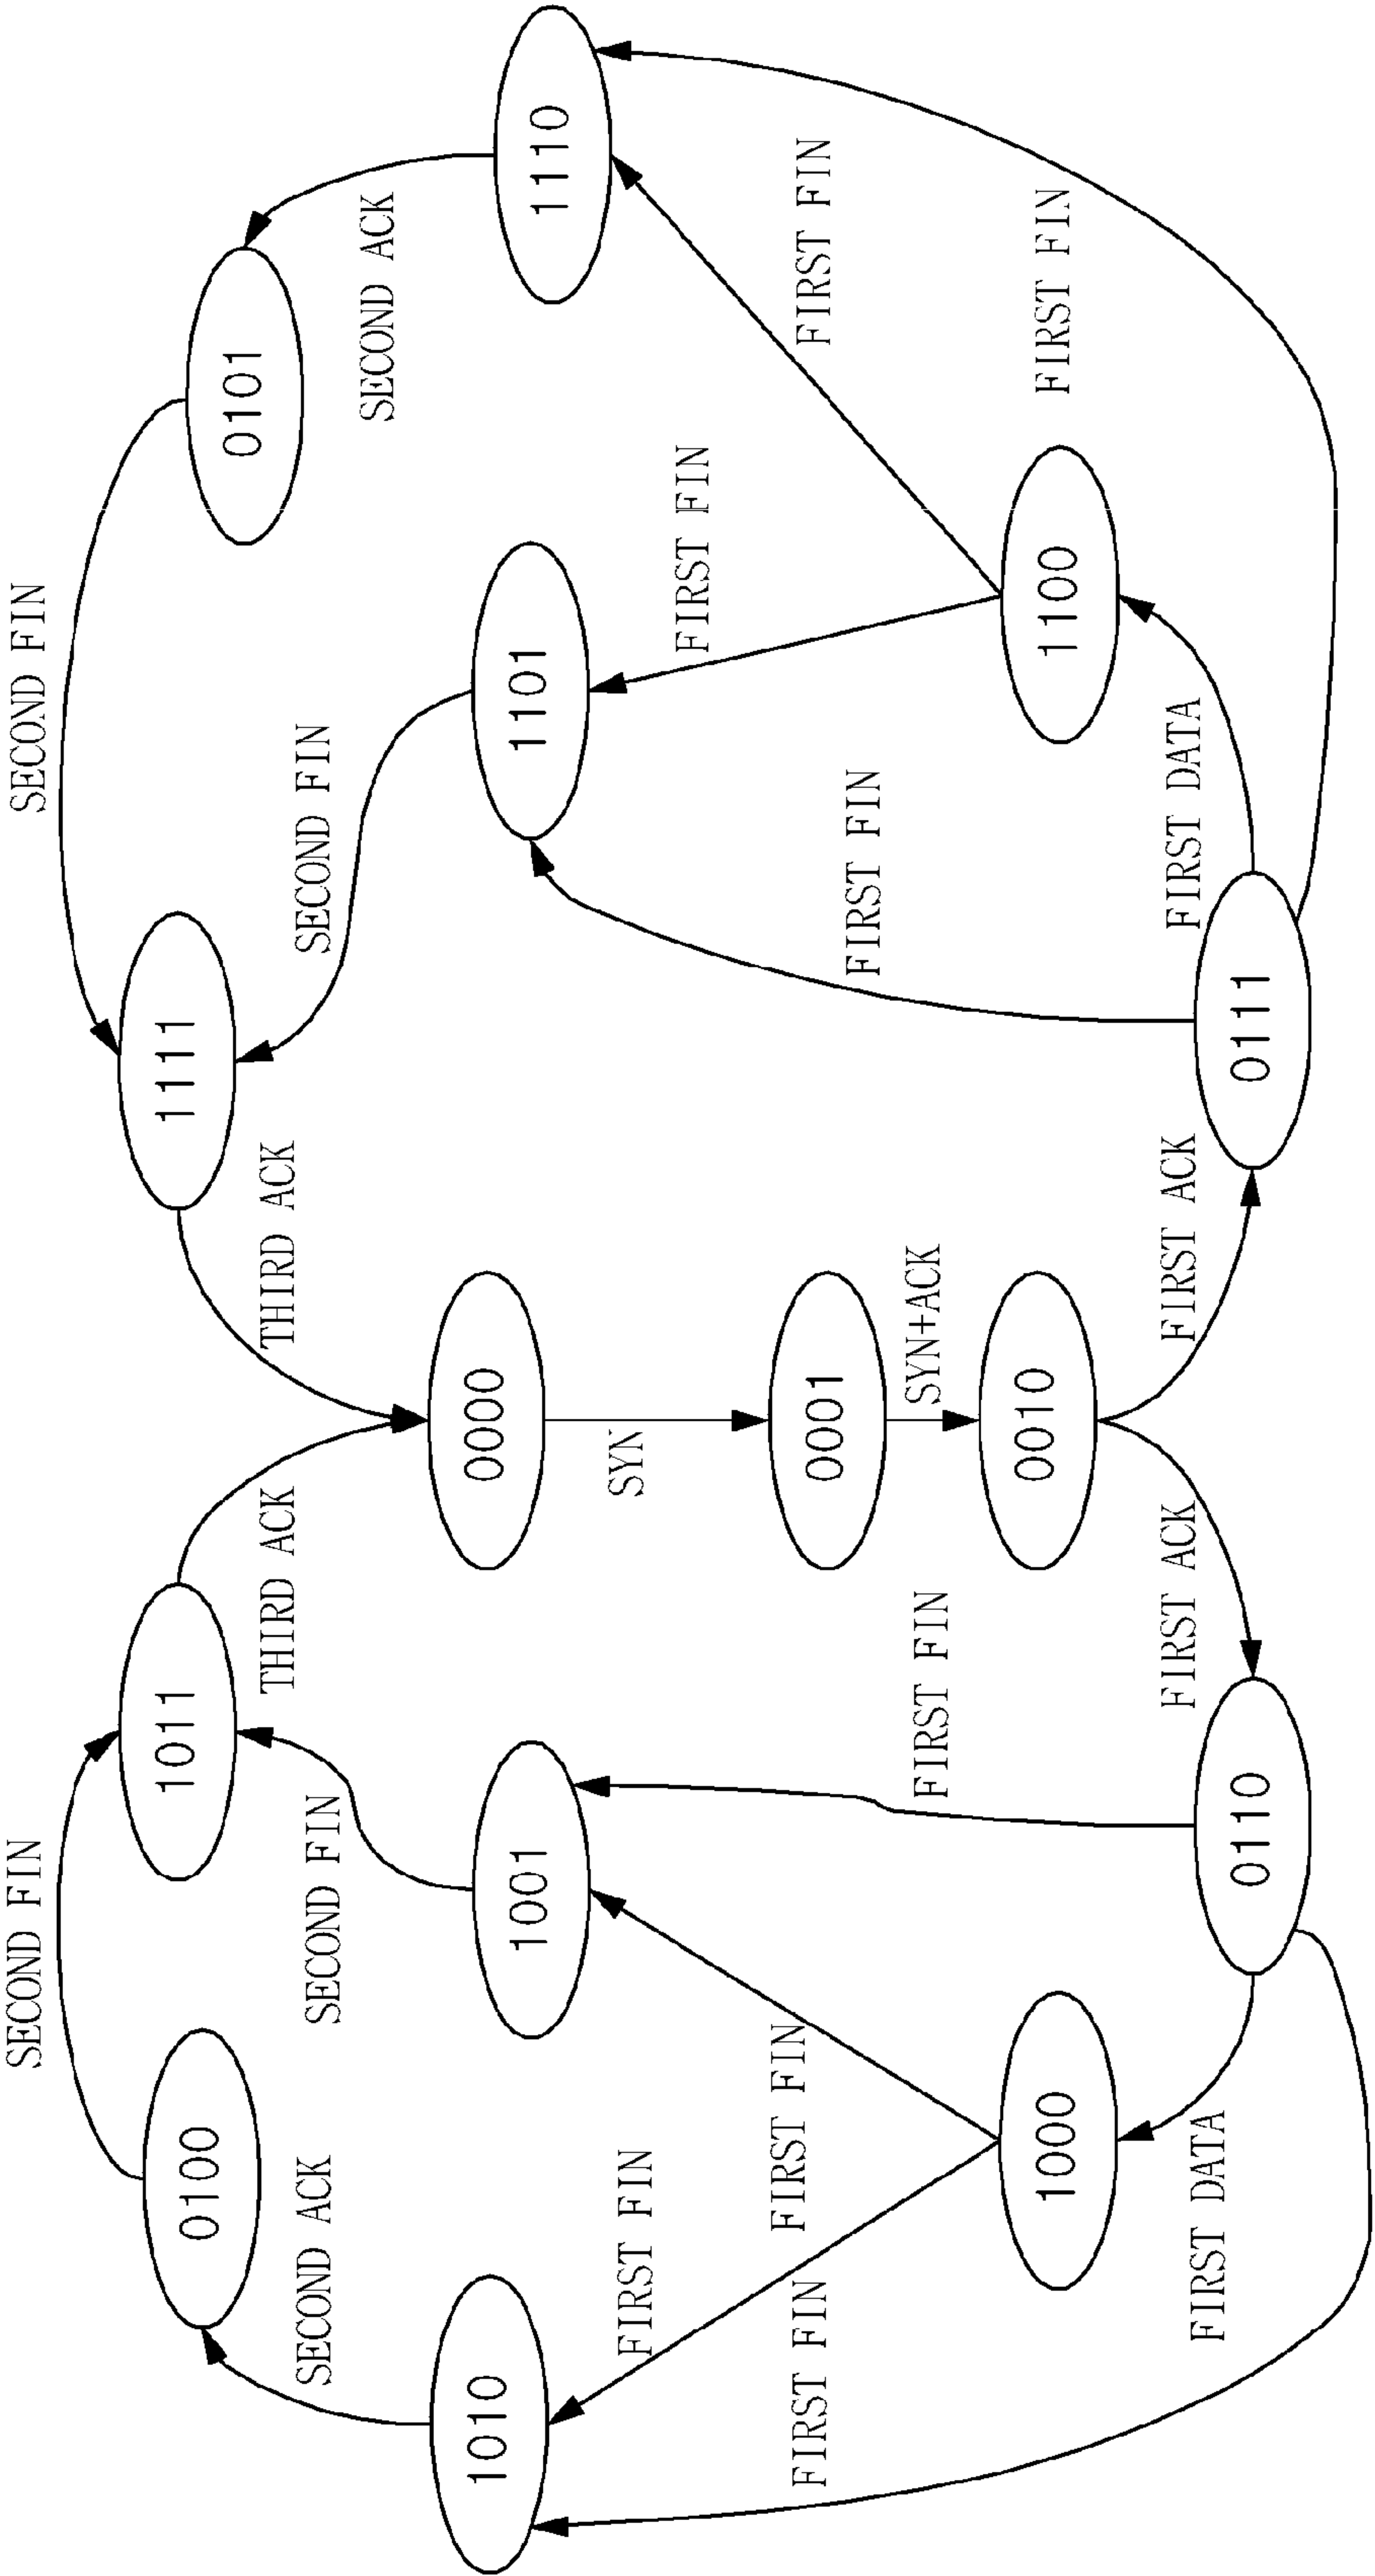 SECOND FIN
SECOND FIN
0100
1011
1111
0101
SECOND ACK
SECOND FIN
THIRD ACK
THIRD ACK
SECOND FIN
SECOND ACK
1010
1001
0000
1101
1110
FIRST FIN
SYN
FIRST FIN
FIRST FIN
FIRST FIN
FIRST FIN
0001
FIRST FIN
FIRST FIN
SYN+ACK
1000
0010
1100
FIRST FIN
FIRST DATA
FIRST ACK
FIRST ACK
FIRST DATA
0110
0111